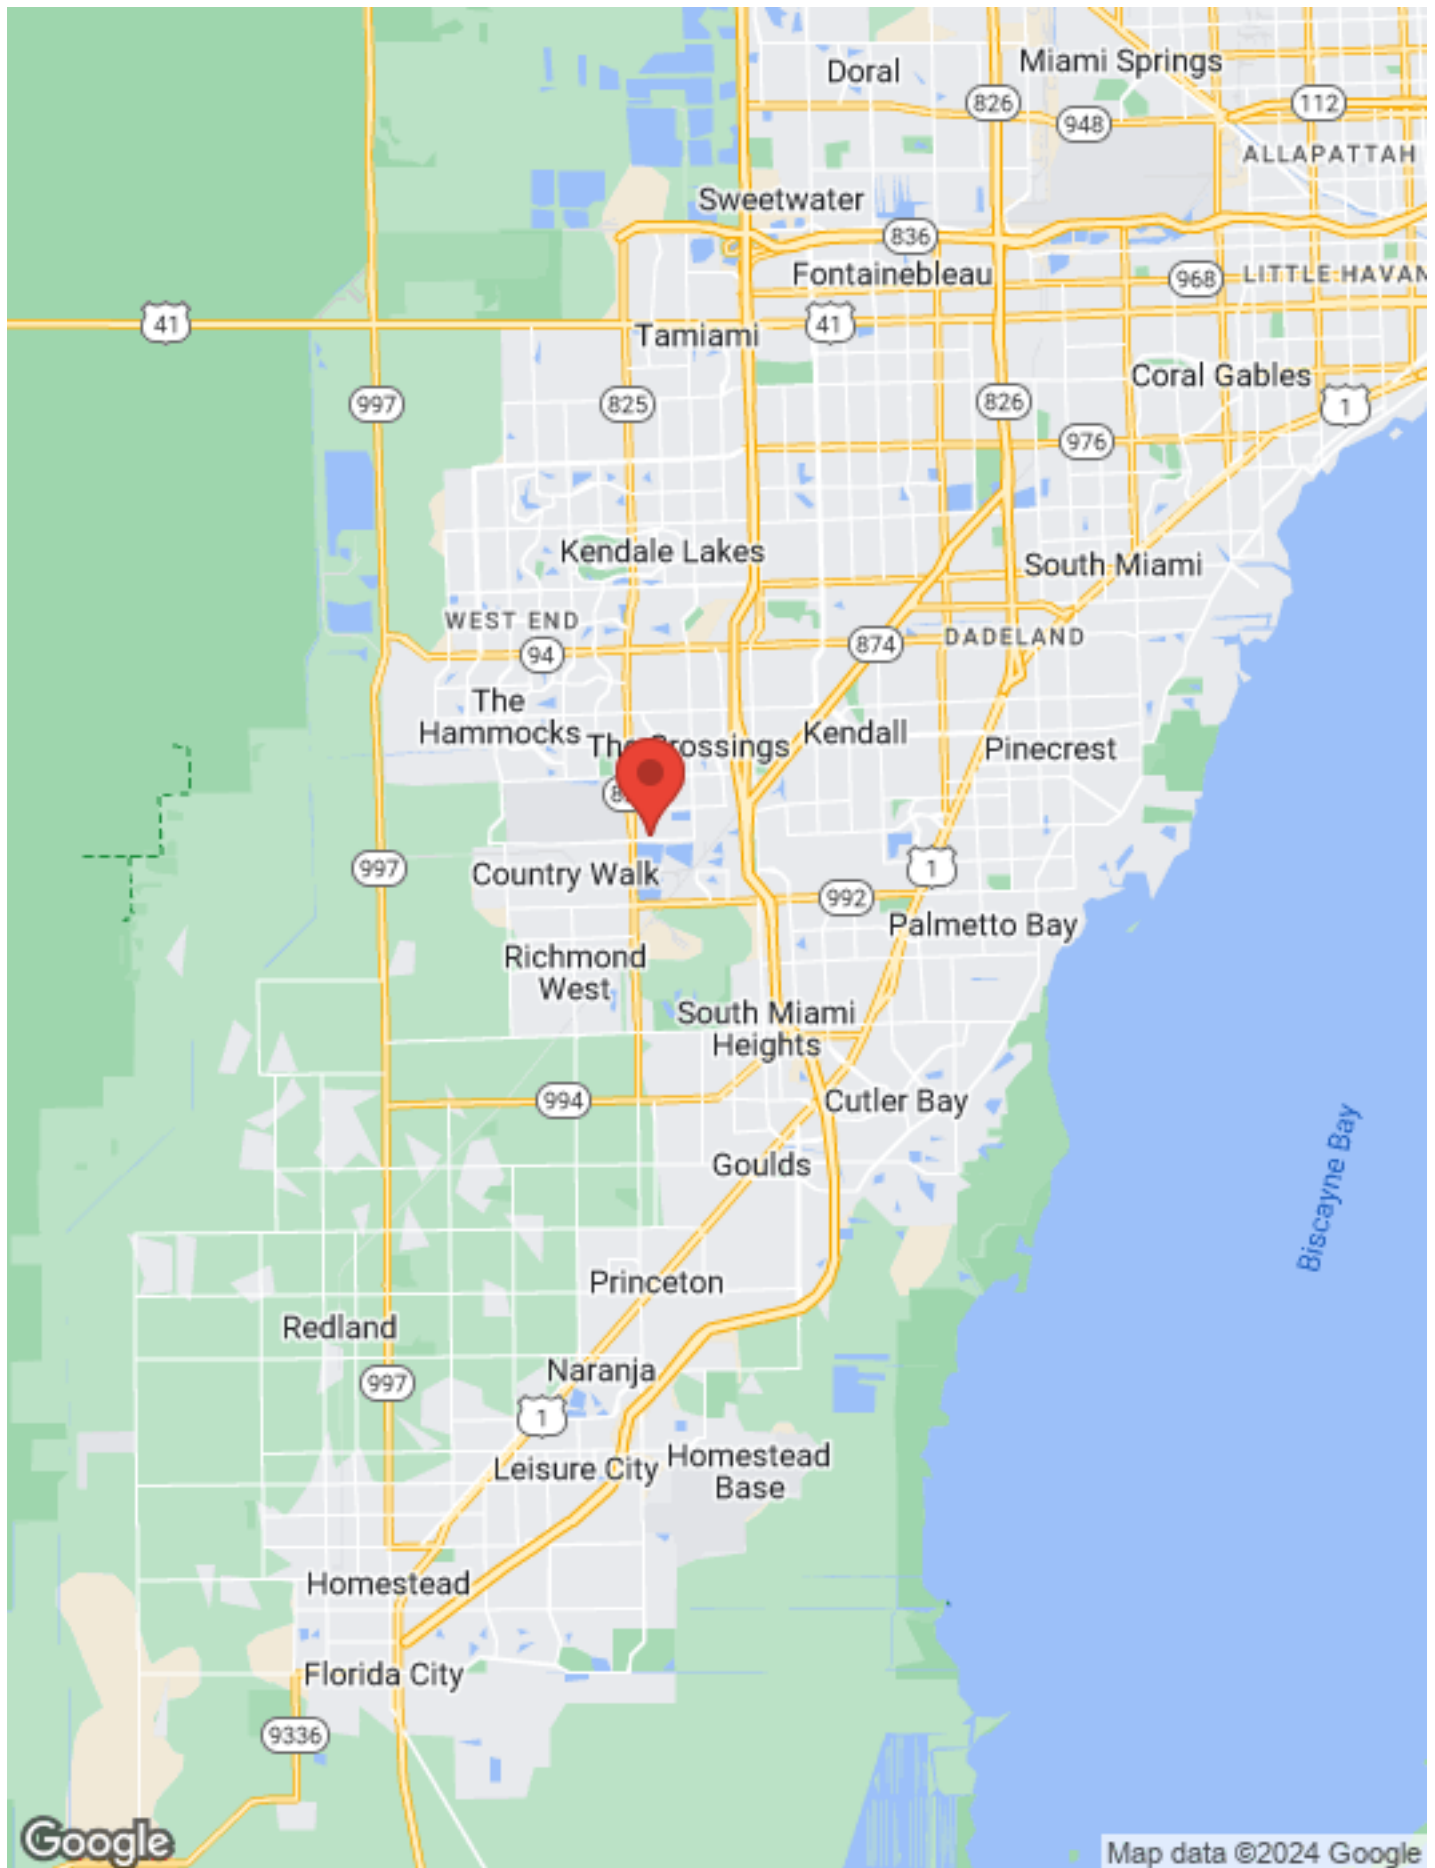 Doral
Miami Springs
826
112
948
ALLAPATTAH
Sweetwater
836
Fontainebleau
968
LITTLE HAVAN
41
41
Tamiami
Coral Gables
997
825
826
1
976
Kendale Lakes
South Miami
WEST END
DADELAND
874
94
The
Hammocks
Crossings
Kendall
Pinecrest
997
1
Country Walk
992
Palmetto Bay
Richmond
West
South Miami
Heights
994
Cutler Bay
Goulds
Biscayne Bay
Princeton
Redland
Naranja
997
1
Leisure City
Homestead
Base
Homestead
Florida City
9336
Google
Map data ©2024 Google